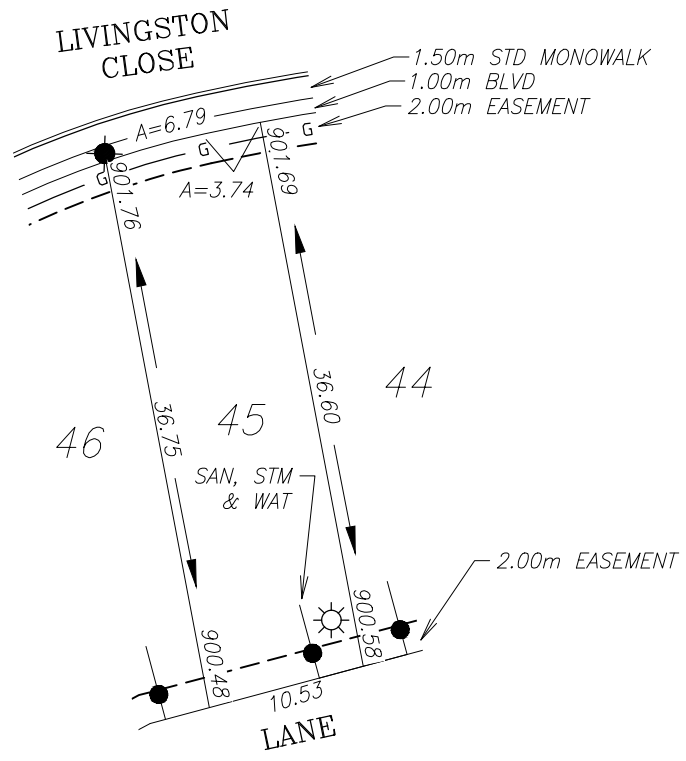 LIVINGSTON
CLOSE
1.50m STD MONOWALK
1.00m BLVD
2.00m EASEMENT
A=6.79
G
G
G
A=3.74
901.76
901.69
36.75
36.60
46
45
44
SAN, STM
& WAT
2.00m EASEMENT
900.48
900.58
10.53
LANE